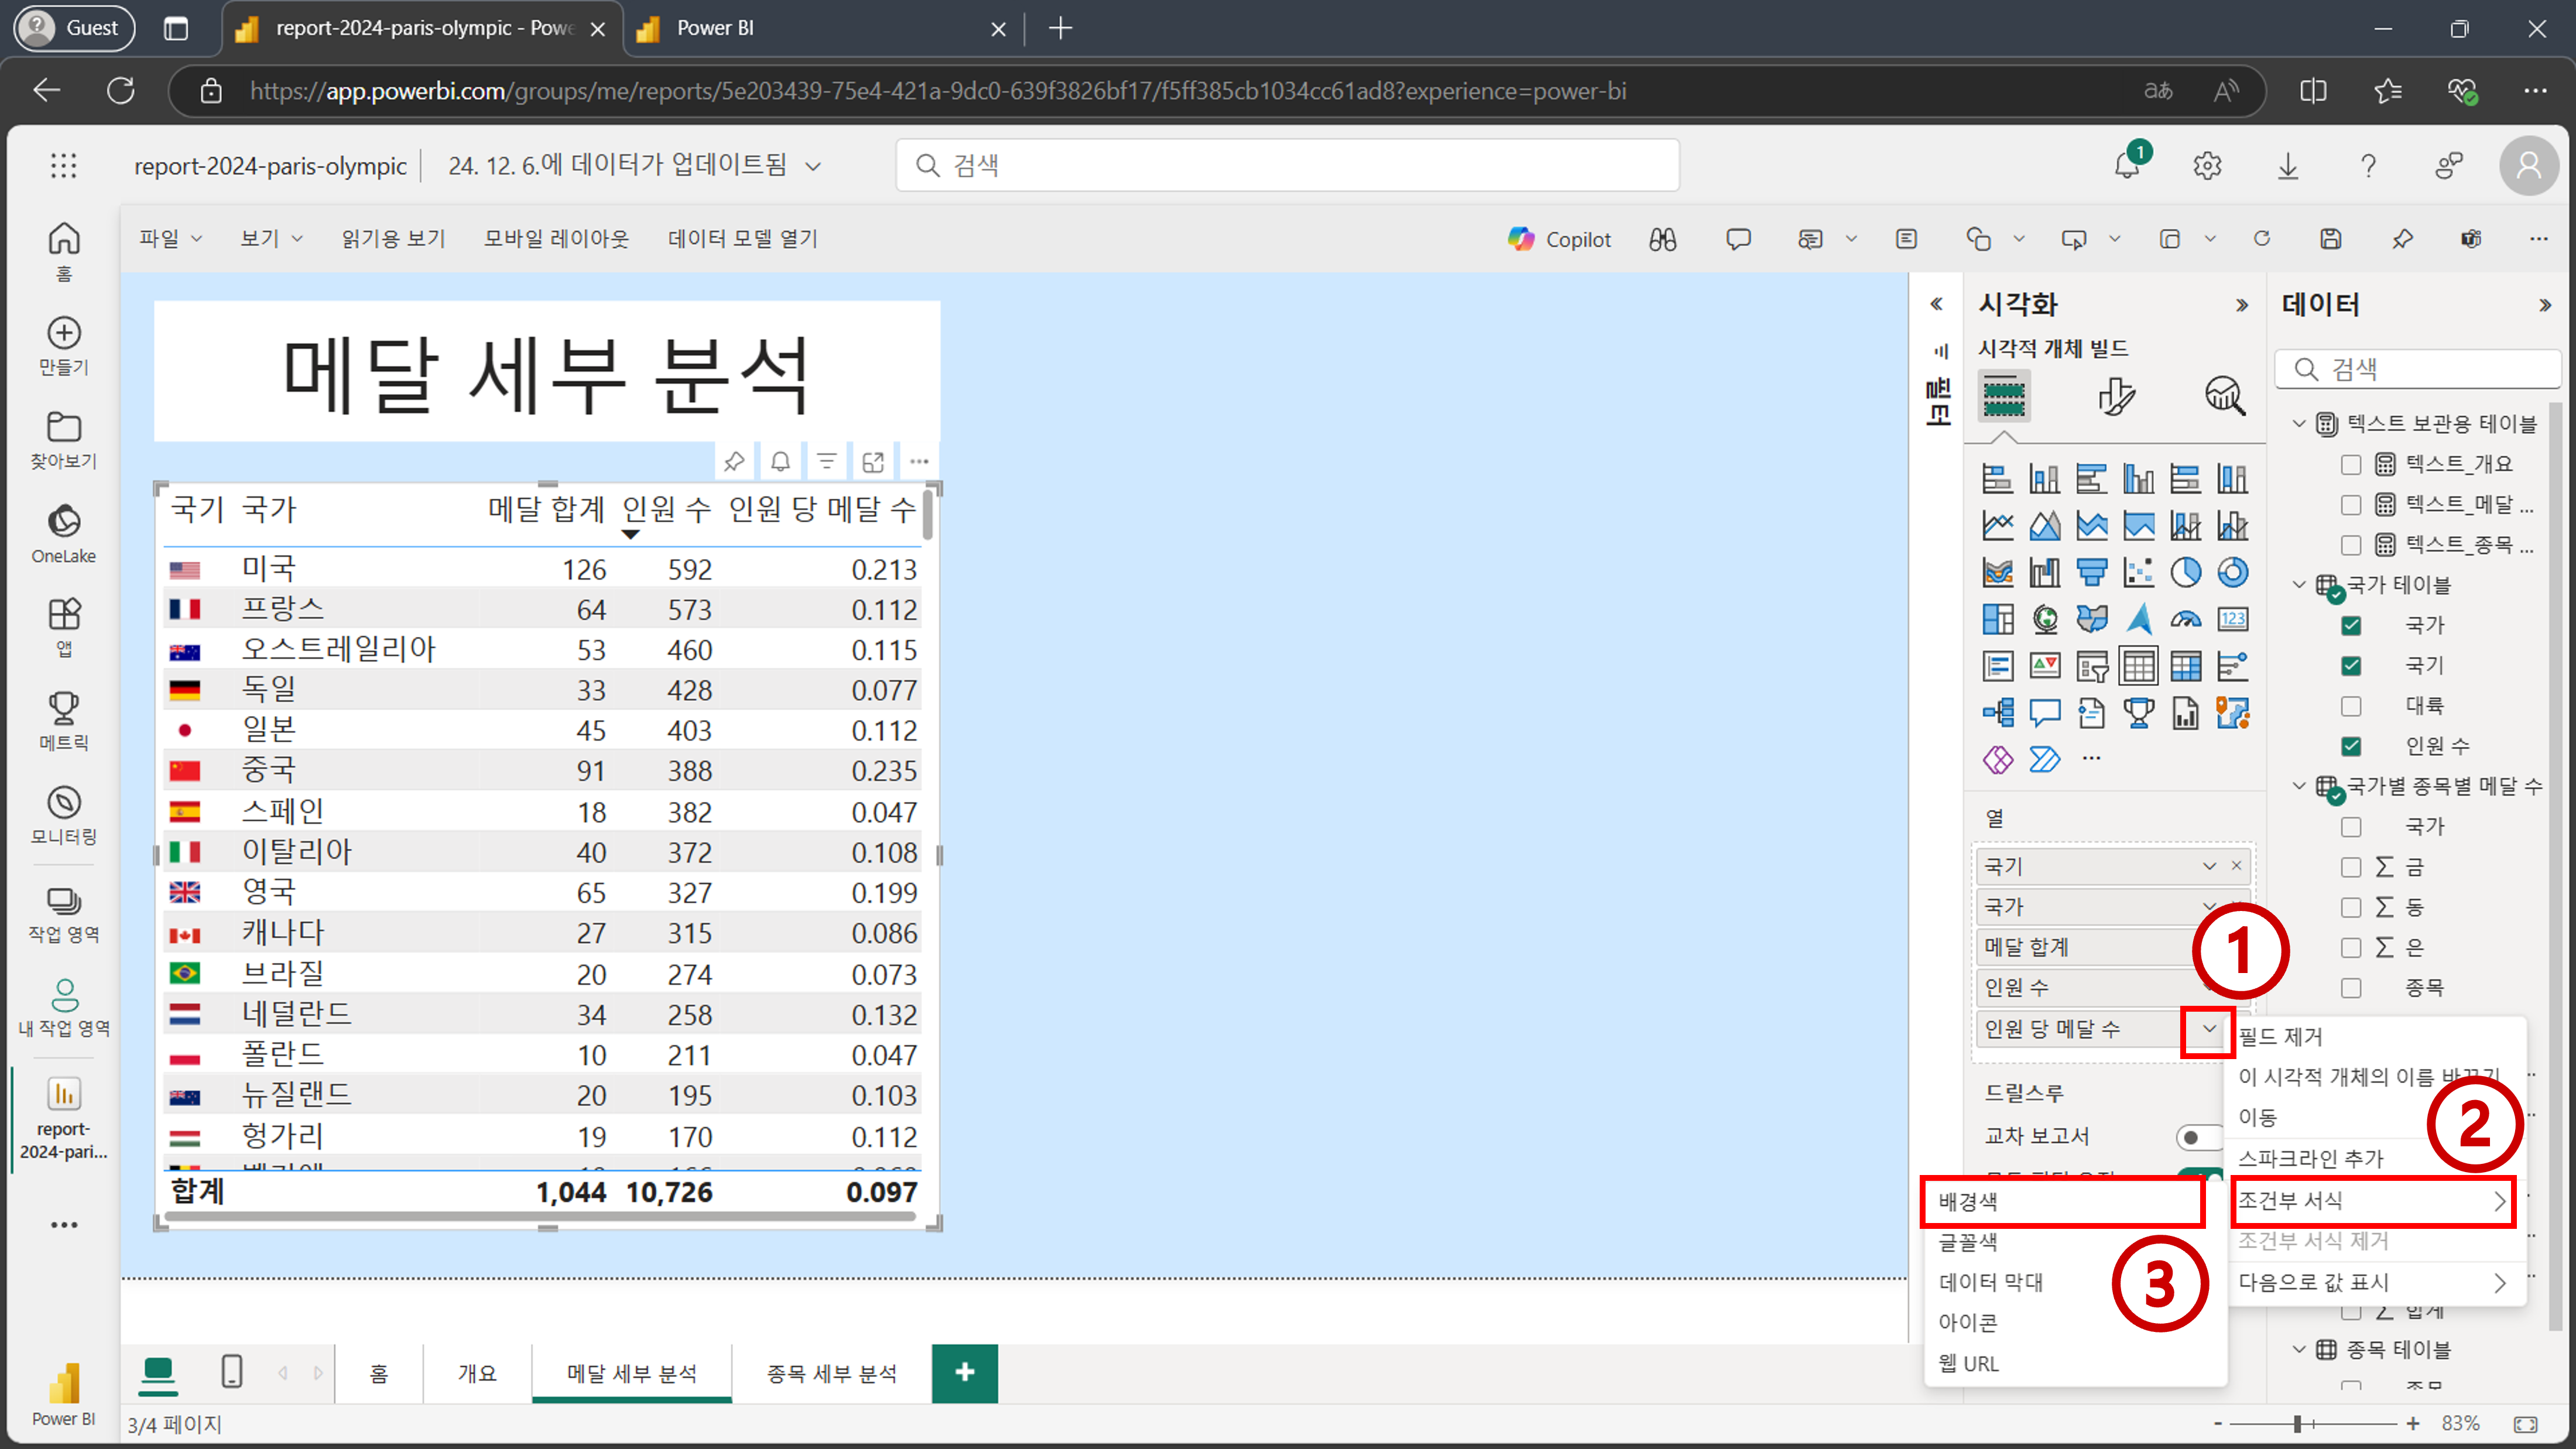 Guest
report-2024-paris-olympic - Powe
Power BI
https://app.powerbi.com/groups/me/reports/5e203439-75e4-421a-9dc0-639f3826bf17/f5ff385cb1034cc61ad8?experience=power-bi
report-2024-paris-olympic
24. 12. 6.에 데이터가 업데이트됨
검색
1
파일
보기
읽기용 보기
모바일 레이아웃
데이터 모델 열기
Copilot
홈
만들기
찾아보기
OneLake
앱
메트릭
모니터링
작업 영역
내 작업 영역
report-
2024-pari...
Power BI
메달 세부 분석
국기 국가 메달 합계 인원 수 인원 당 메달 수
미국 126 592 0.213
프랑스 64 573 0.112
오스트레일리아 53 460 0.115
독일 33 428 0.077
일본 45 403 0.112
중국 91 388 0.235
스페인 18 382 0.047
이탈리아 40 372 0.108
영국 65 327 0.199
캐나다 27 315 0.086
브라질 20 274 0.073
네덜란드 34 258 0.132
폴란드 10 211 0.047
뉴질랜드 20 195 0.103
헝가리 19 170 0.112
합계 1,044 10,726 0.097
필터
시각화
시각적 개체 빌드
123
열
국기
국가
메달 합계
인원 수
인원 당 메달 수
드릴스루
교차 보고서
데이터
검색
텍스트 보관용 테이블
텍스트_개요
텍스트_메달 ...
텍스트_종목 ...
국가 테이블
국가
국기
대륙
인원 수
국가별 종목별 메달 수
국가
금
동
은
종목
합계
종목 테이블
종목
1
필드 제거
이 시각적 개체의 이름 바꾸기
이동
2
스파크라인 추가
조건부 서식
조건부 서식 제거
다음으로 값 표시
배경색
글꼴색
데이터 막대
아이콘
웹 URL
3
홈
개요
메달 세부 분석
종목 세부 분석
+
3/4 페이지
- + 83%